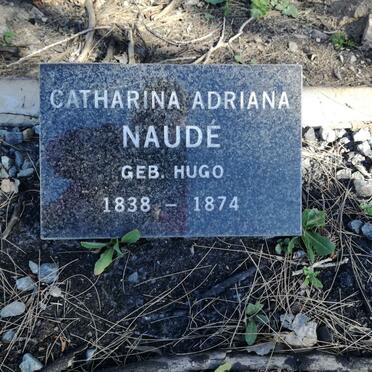 CATHARINA ADRIANA
NAUDÉ
GEB. HUGO
1838 - 1874